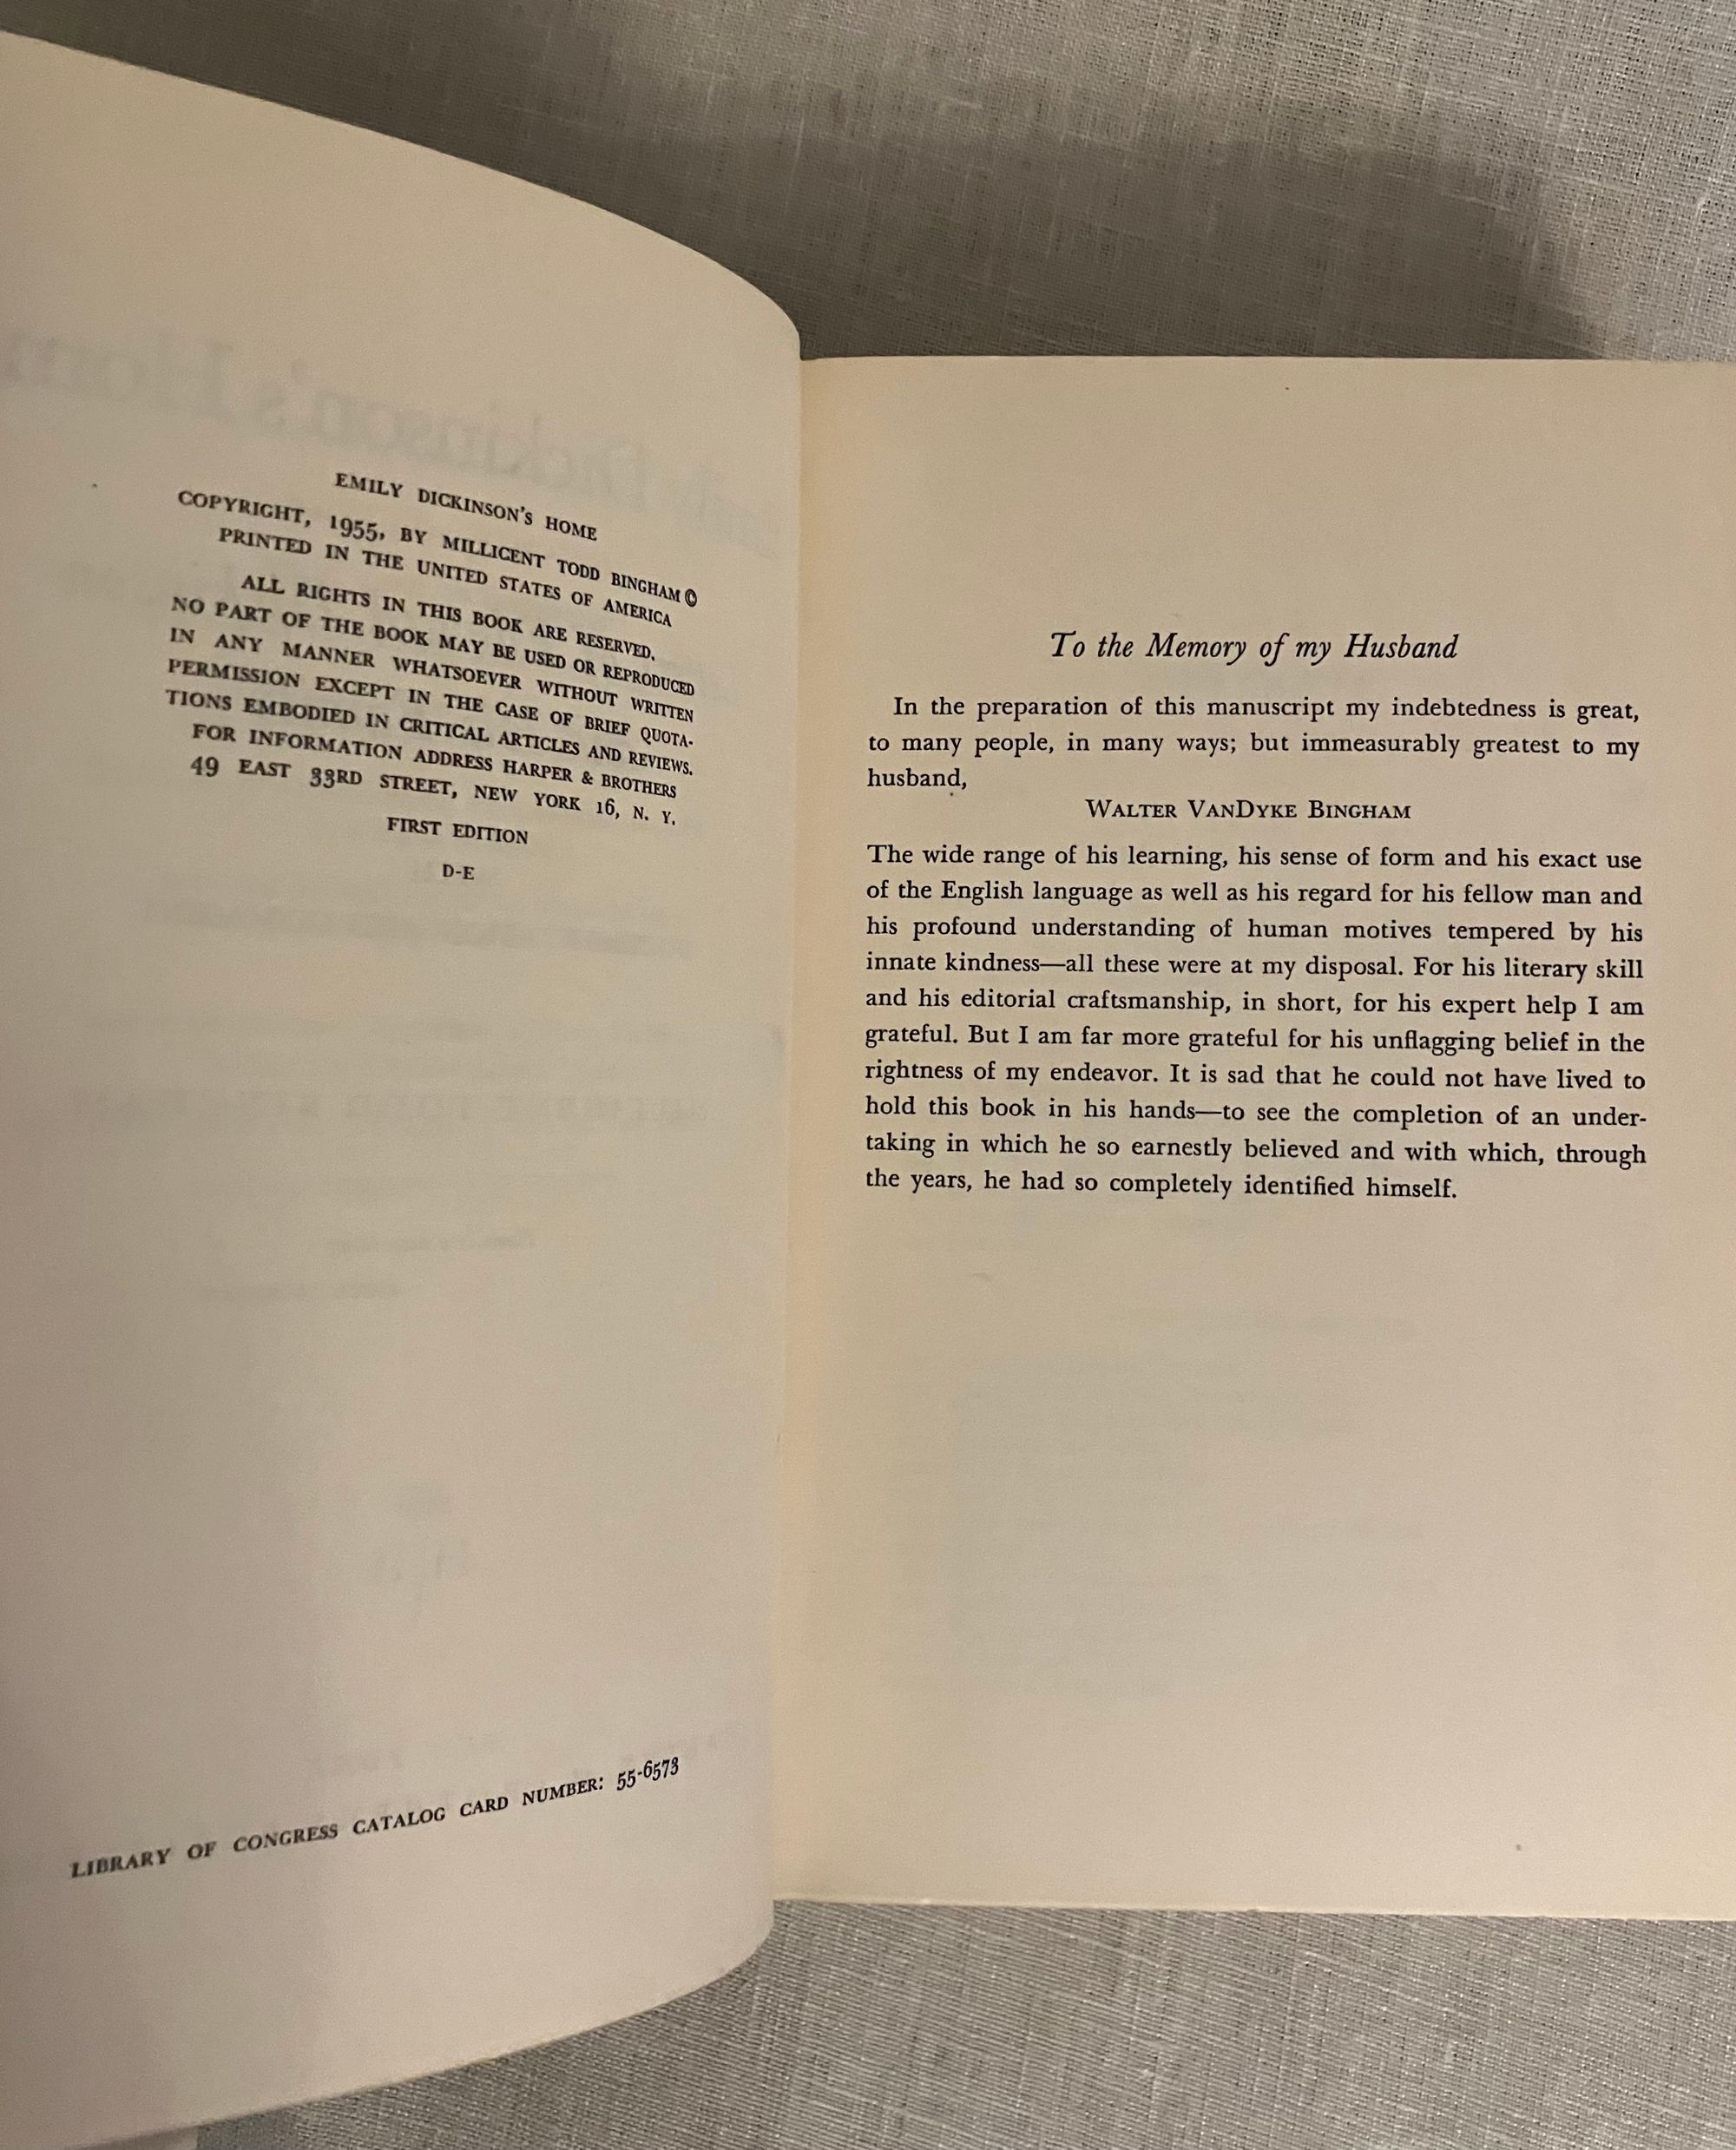 EMILY DICKINSON'S HOME
COPYRIGHT, 1955, BY MILLICENT TODD BINGHAM ©
PRINTED IN THE UNITED STATES OF AMERICA
ALL RIGHTS IN THIS BOOK ARE RESERVED.
NO PART OF THE BOOK MAY BE USED OR REPRODUCED
IN ANY MANNER WHATSOEVER WITHOUT WRITTEN
PERMISSION EXCEPT IN THE CASE OF BRIEF QUOTA-
TIONS EMBODIED IN CRITICAL ARTICLES AND REVIEWS.
FOR INFORMATION ADDRESS HARPER & BROTHERS
49 EAST 33RD STREET, NEW YORK 16, N. Y.
FIRST EDITION
D-E
LIBRARY OF CONGRESS CATALOG CARD NUMBER: 55-6573
To the Memory of my Husband
In the preparation of this manuscript my indebtedness is great,
to many people, in many ways; but immeasurably greatest to my
husband,
WALTER VANDYKE BINGHAM
The wide range of his learning, his sense of form and his exact use
of the English language as well as his regard for his fellow man and
his profound understanding of human motives tempered by his
innate kindness—all these were at my disposal. For his literary skill
and his editorial craftsmanship, in short, for his expert help I am
grateful. But I am far more grateful for his unflagging belief in the
rightness of my endeavor. It is sad that he could not have lived to
hold this book in his hands—to see the completion of an under-
taking in which he so earnestly believed and with which, through
the years, he had so completely identified himself.